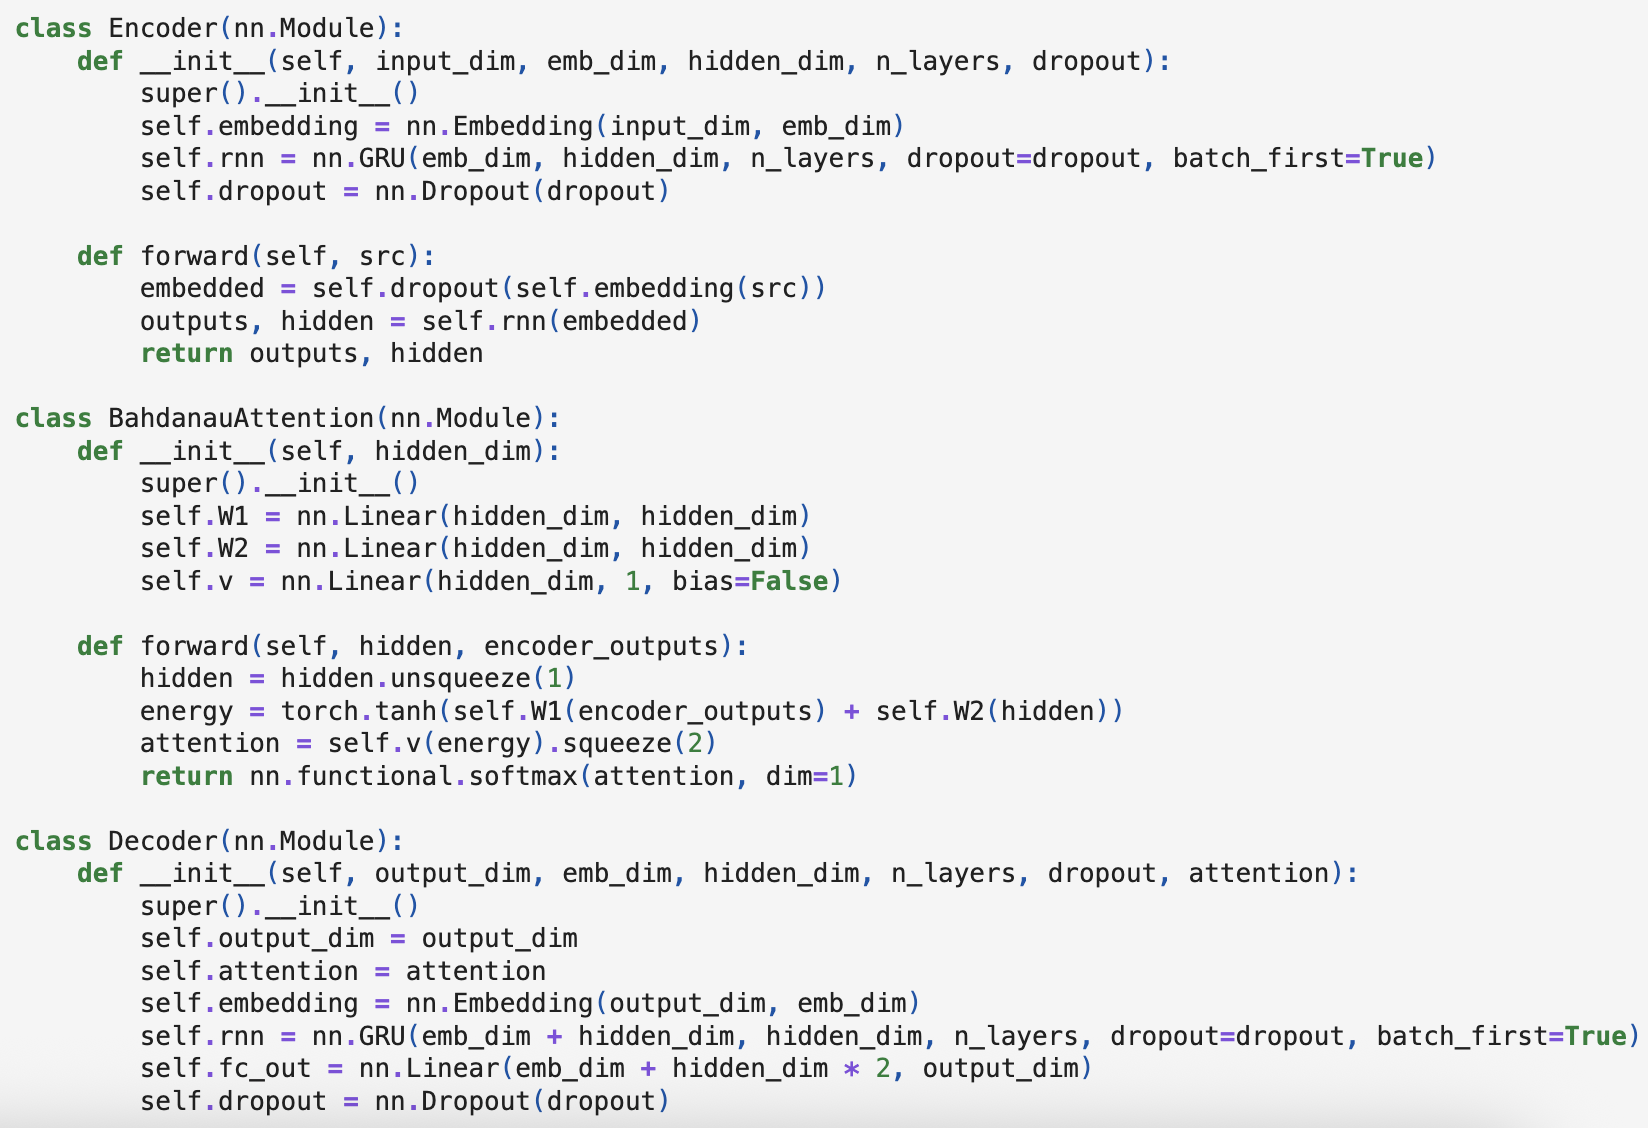 class Encoder(nn.Module):
    def __init__(self, input_dim, emb_dim, hidden_dim, n_layers, dropout):
        super().__init__()
        self.embedding = nn.Embedding(input_dim, emb_dim)
        self.rnn = nn.GRU(emb_dim, hidden_dim, n_layers, dropout=dropout, batch_first=True)
        self.dropout = nn.Dropout(dropout)

    def forward(self, src):
        embedded = self.dropout(self.embedding(src))
        outputs, hidden = self.rnn(embedded)
        return outputs, hidden

class BahdanauAttention(nn.Module):
    def __init__(self, hidden_dim):
        super().__init__()
        self.W1 = nn.Linear(hidden_dim, hidden_dim)
        self.W2 = nn.Linear(hidden_dim, hidden_dim)
        self.v = nn.Linear(hidden_dim, 1, bias=False)

    def forward(self, hidden, encoder_outputs):
        hidden = hidden.unsqueeze(1)
        energy = torch.tanh(self.W1(encoder_outputs) + self.W2(hidden))
        attention = self.v(energy).squeeze(2)
        return nn.functional.softmax(attention, dim=1)

class Decoder(nn.Module):
    def __init__(self, output_dim, emb_dim, hidden_dim, n_layers, dropout, attention):
        super().__init__()
        self.output_dim = output_dim
        self.attention = attention
        self.embedding = nn.Embedding(output_dim, emb_dim)
        self.rnn = nn.GRU(emb_dim + hidden_dim, hidden_dim, n_layers, dropout=dropout, batch_first=True)
        self.fc_out = nn.Linear(emb_dim + hidden_dim * 2, output_dim)
        self.dropout = nn.Dropout(dropout)